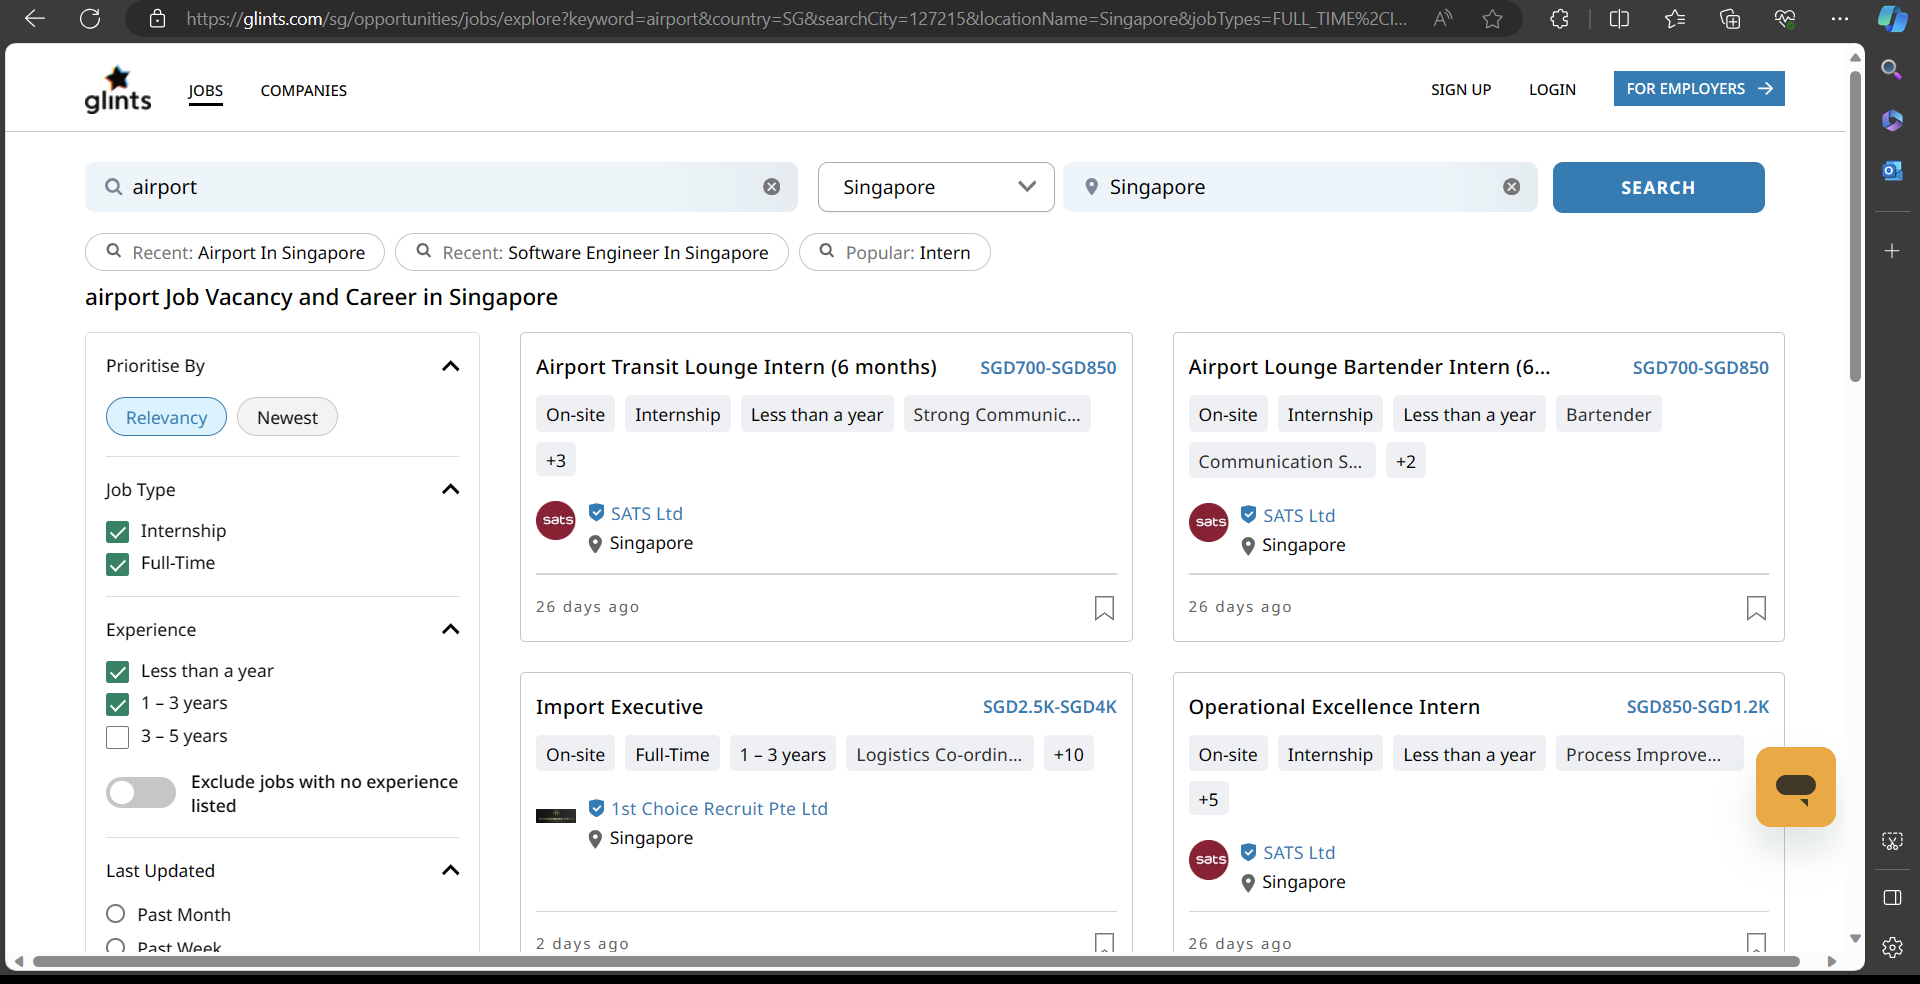 https://glints.com/sg/opportunities/jobs/explore?keyword=airport&country=SG&searchCity=127215&locationName=Singapore&jobTypes=FULL_TIME%2CI...
glints
JOBS
COMPANIES
SIGN UP
LOGIN
FOR EMPLOYERS
airport
Singapore
Singapore
SEARCH
Recent: Airport In Singapore
Recent: Software Engineer In Singapore
Popular: Intern
airport Job Vacancy and Career in Singapore
Prioritise By
Relevancy
Newest
Job Type
Internship
Full-Time
Experience
Less than a year
1 – 3 years
3 – 5 years
Exclude jobs with no experience
listed
Last Updated
Past Month
Past Week
Airport Transit Lounge Intern (6 months)
SGD700-SGD850
On-site
Internship
Less than a year
Strong Communic...
+3
sats
SATS Ltd
Singapore
26 days ago
Airport Lounge Bartender Intern (6...
SGD700-SGD850
On-site
Internship
Less than a year
Bartender
Communication S...
+2
sats
SATS Ltd
Singapore
26 days ago
Import Executive
SGD2.5K-SGD4K
On-site
Full-Time
1 – 3 years
Logistics Co-ordin...
+10
1st Choice Recruit Pte Ltd
Singapore
2 days ago
Operational Excellence Intern
SGD850-SGD1.2K
On-site
Internship
Less than a year
Process Improve...
+5
sats
SATS Ltd
Singapore
26 days ago